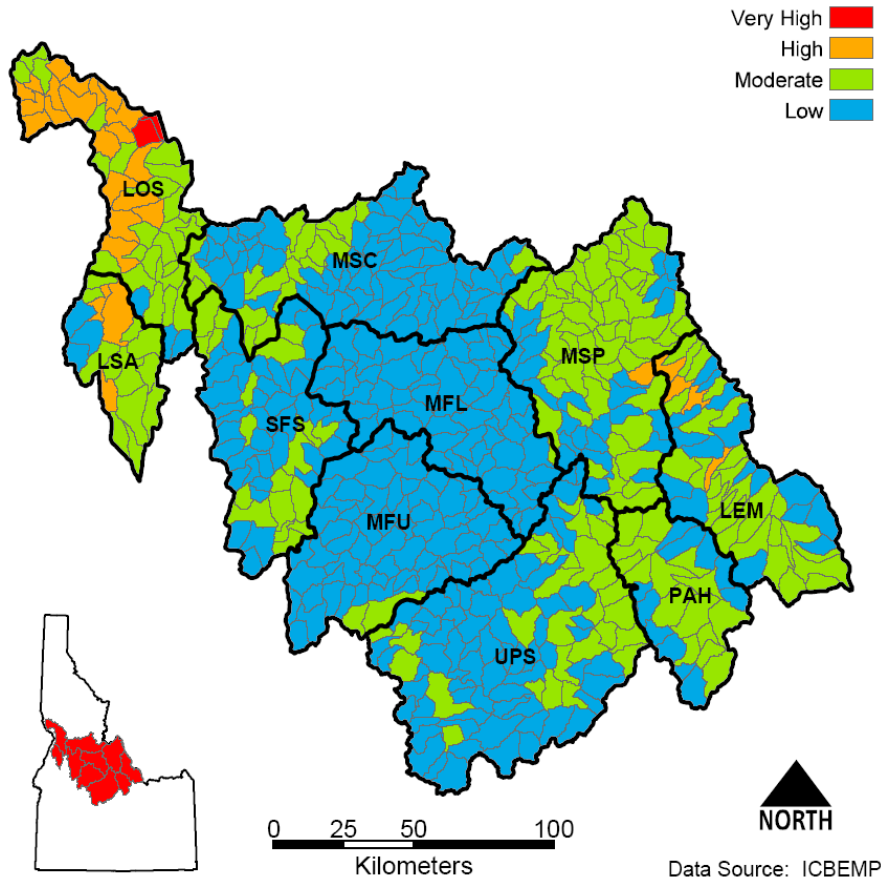 Very High
High
Moderate
Low
LOS
MSC
LSA
MSP
MFL
SFS
MFU
LEM
PAH
UPS
0 25 50 100
Kilometers
NORTH
Data Source: ICBEMP